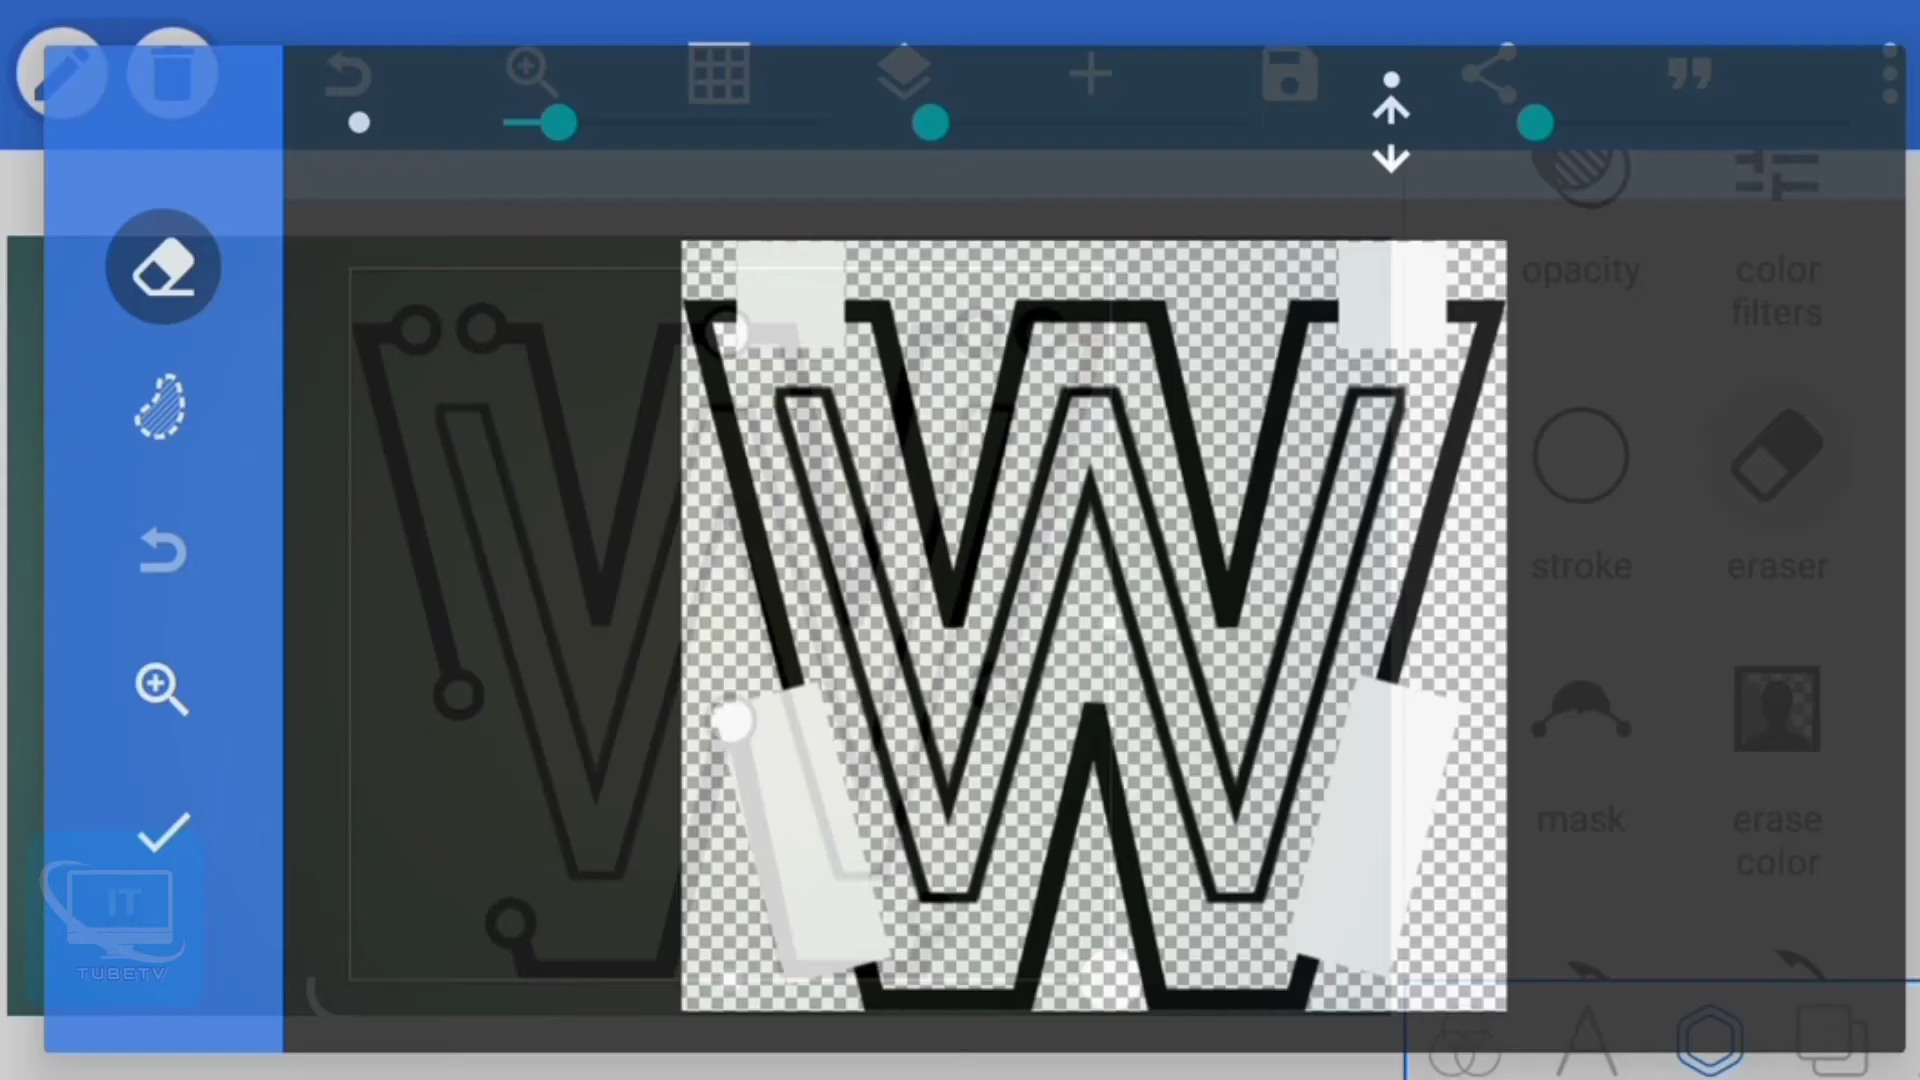 opacity
color
filters
W
stroke
eraser
mask
erase
color
IT
TUBETV